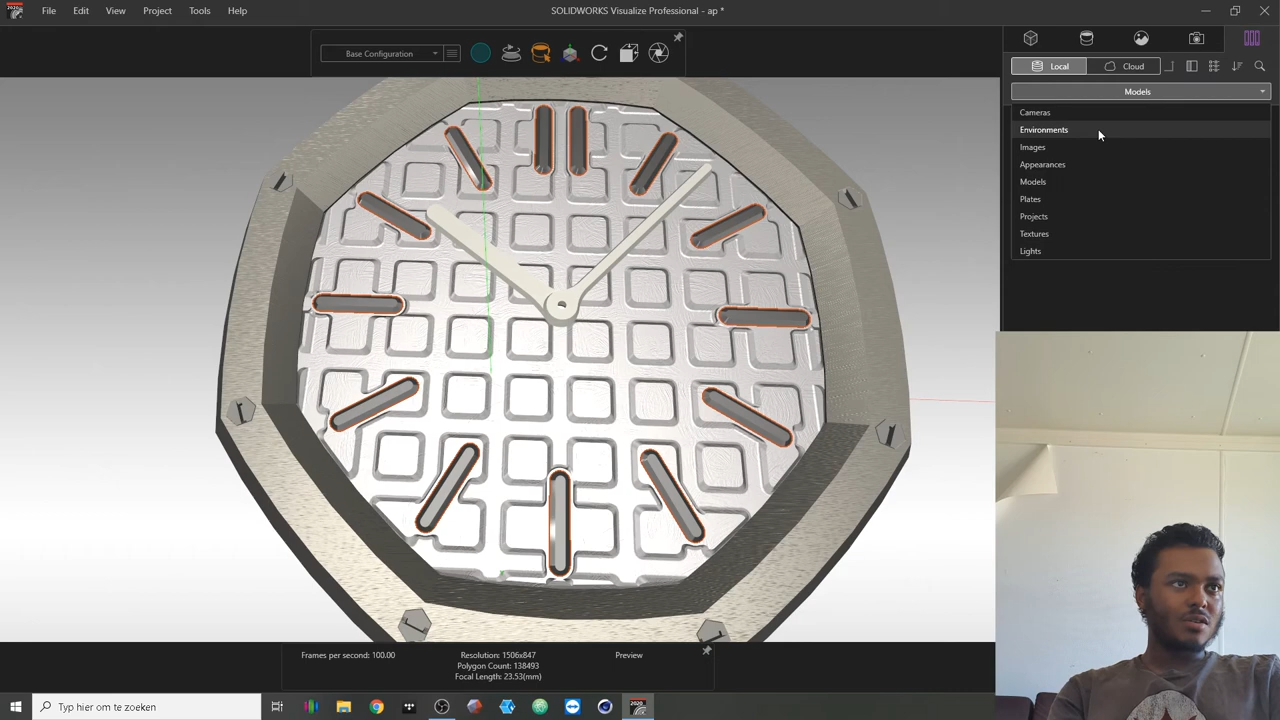 File Edit View Project Tools Help
SOLIDWORKS Visualize Professional - ap *
Base Configuration
Local
Cloud
Models
Cameras
Environments
Images
Appearances
Models
Plates
Projects
Textures
Lights
Frames per second: 100.00
Resolution: 1506x847
Preview
Polygon Count: 138493
Focal Length: 23.53(mm)
Typ hier om te zoeken
2020